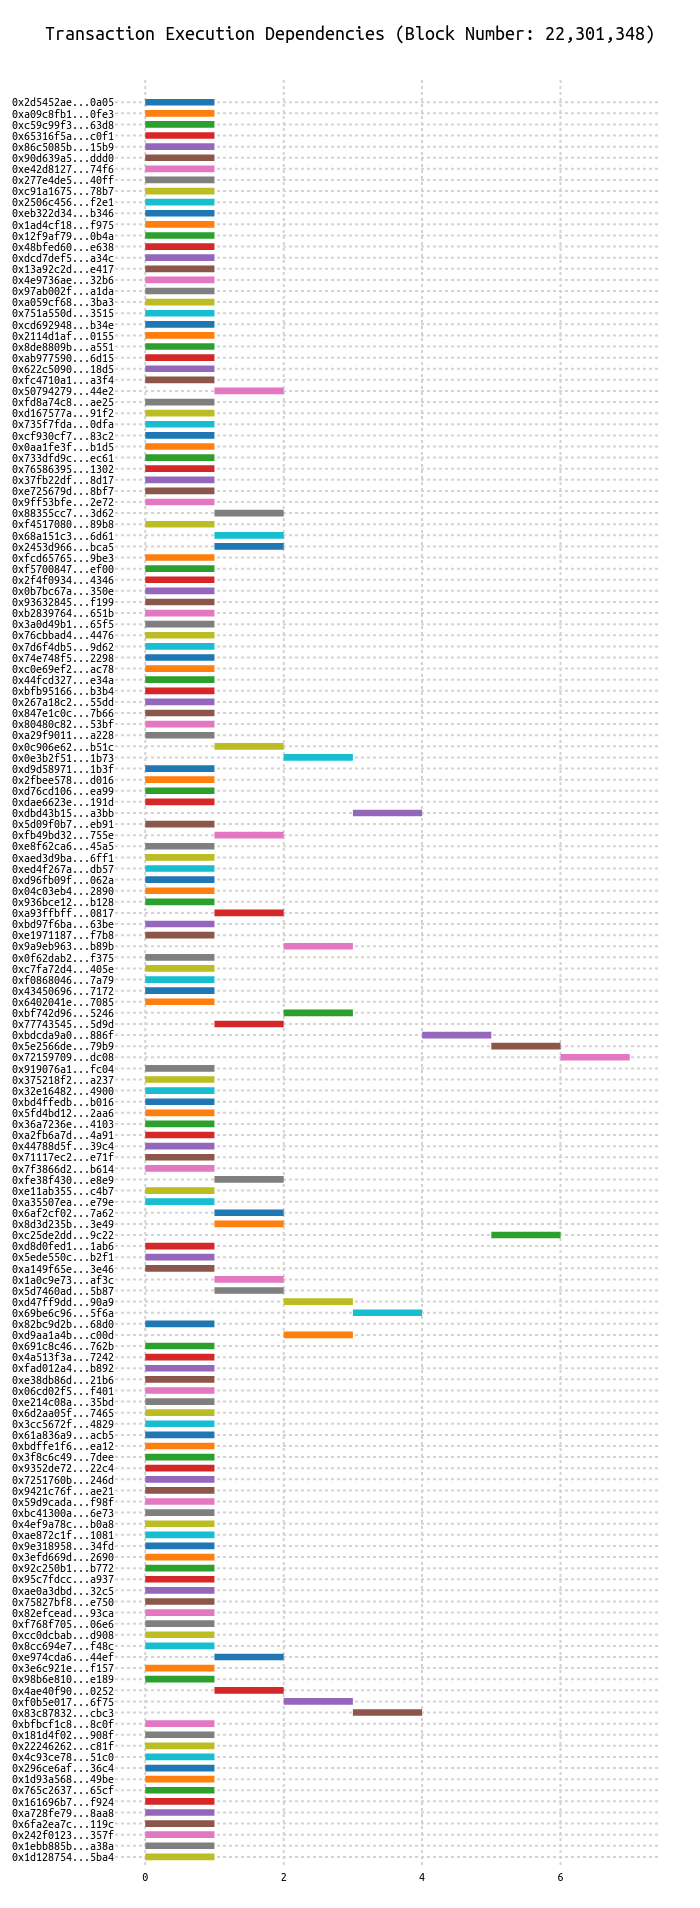 Transaction Execution Dependencies (Block Number: 22,301,348)
0x2d5452ae...0a05
0xa09c8fb1...0fe3
0xc59c99f3...63d8
0x65316f5a...c0f1
0x86c5085b...15b9
0x90d639a5...ddd0
0xe42d8127...74f6
0x277e4de5...40ff
0xc91a1675...78b7
0x2506c456...f2e1
0xeb322d34...b346
0x1ad4cf18...f975
0x12f9af79...0b4a
0x48bfed60...e638
0xdcd7def5...a34c
0x13a92c2d...e417
0x4e9736ae...32b6
0x97ab002f...a1da
0xa059cf68...3ba3
0x751a550d...3515
0xcd692948...b34e
0x2114d1af...0155
0x8de8809b...a551
0xab977590...6d15
0x622c5090...18d5
0xfc4710a1...a3f4
0x50794279...44e2
0xfd8a74c8...ae25
0xd167577a...91f2
0x735f7fda...0dfa
0xcf930cf7...83c2
0x0aa1fe3f...b1d5
0x733dfd9c...ec61
0x76586395...1302
0x37fb22df...8d17
0xe725679d...8bf7
0x9ff53bfe...2e72
0x88355cc7...3d62
0xf4517080...89b8
0x68a151c3...6d61
0x2453d966...bca5
0xfcd65765...9be3
0xf5700847...ef00
0x2f4f0934...4346
0x0b7bc67a...350e
0x93632845...f199
0xb2839764...651b
0x3a0d49b1...65f5
0x76cbbad4...4476
0x7d6f4db5...9d62
0x74e748f5...2298
0xc0e69ef2...ac78
0x44fcd327...e34a
0xbfb95166...b3b4
0x267a18c2...55dd
0x847e1c0c...7b66
0x80480c82...53bf
0xa29f9011...a228
0x0c906e62...b51c
0x0e3b2f51...1b73
0xd9d58971...1b3f
0x2fbee578...d016
0xd76cd106...ea99
0xdae6623e...191d
0xdbd43b15...a3bb
0x5d09f0b7...eb91
0xfb49bd32...755e
0xe8f62ca6...45a5
0xaed3d9ba...6ff1
0xed4f267a...db57
0xd96fb09f...062a
0x04c03eb4...2890
0x936bce12...b128
0xa93ffbff...0817
0xbd97f6ba...63be
0xe1971187...f7b8
0x9a9eb963...b89b
0x0f62dab2...f375
0xc7fa72d4...405e
0xf0868046...7a79
0x43450696...7172
0x6402041e...7085
0xbf742d96...5246
0x77743545...5d9d
0xbdcda9a0...886f
0x5e2566de...79b9
0x72159709...dc08
0x919076a1...fc04
0x375218f2...a237
0x32e16482...4900
0xbd4ffedb...b016
0x5fd4bd12...2aa6
0x36a7236e...4103
0xa2fb6a7d...4a91
0x44788d5f...39c4
0x71117ec2...e71f
0x7f3866d2...b614
0xfe38f430...e8e9
0xe11ab355...c4b7
0xa35507ea...e79e
0x6af2cf02...7a62
0x8d3d235b...3e49
0xc25de2dd...9c22
0xd8d0fed1...1ab6
0x5ede550c...b2f1
0xa149f65e...3e46
0x1a0c9e73...af3c
0x5d7460ad...5b87
0xd47ff9dd...90a9
0x69be6c96...5f6a
0x82bc9d2b...68d0
0xd9aa1a4b...c00d
0x691c8c46...762b
0x4a513f3a...7242
0xfad012a4...b892
0xe38db86d...21b6
0x06cd02f5...f401
0xe214c08a...35bd
0x6d2aa05f...7465
0x3cc5672f...4829
0x61a836a9...acb5
0xbdffe1f6...ea12
0x3f8c6c49...7dee
0x9352de72...22c4
0x7251760b...246d
0x9421c76f...ae21
0x59d9cada...f98f
0xbc41300a...6e73
0x4ef9a78c...b0a8
0xae872c1f...1081
0x9e318958...34fd
0x3efd669d...2690
0x92c250b1...b772
0x95c7fdcc...a937
0xae0a3dbd...32c5
0x75827bf8...e750
0x82efcead...93ca
0xf768f705...06e6
0xcc0dcbab...d908
0x8cc694e7...f48c
0xe974cda6...44ef
0x3e6c921e...f157
0x98b6e810...e189
0x4ae40f90...0252
0xf0b5e017...6f75
0x83c87832...cbc3
0xbfbcf1c8...8c0f
0x181d4f02...908f
0x22246262...c81f
0x4c93ce78...51c0
0x296ce6af...36c4
0x1d93a568...49be
0x765c2637...65cf
0x161696b7...f924
0xa728fe79...8aa8
0x6fa2ea7c...119c
0x242f0123...357f
0x1ebb885b...a38a
0x1d128754...5ba4
0 2 4 6